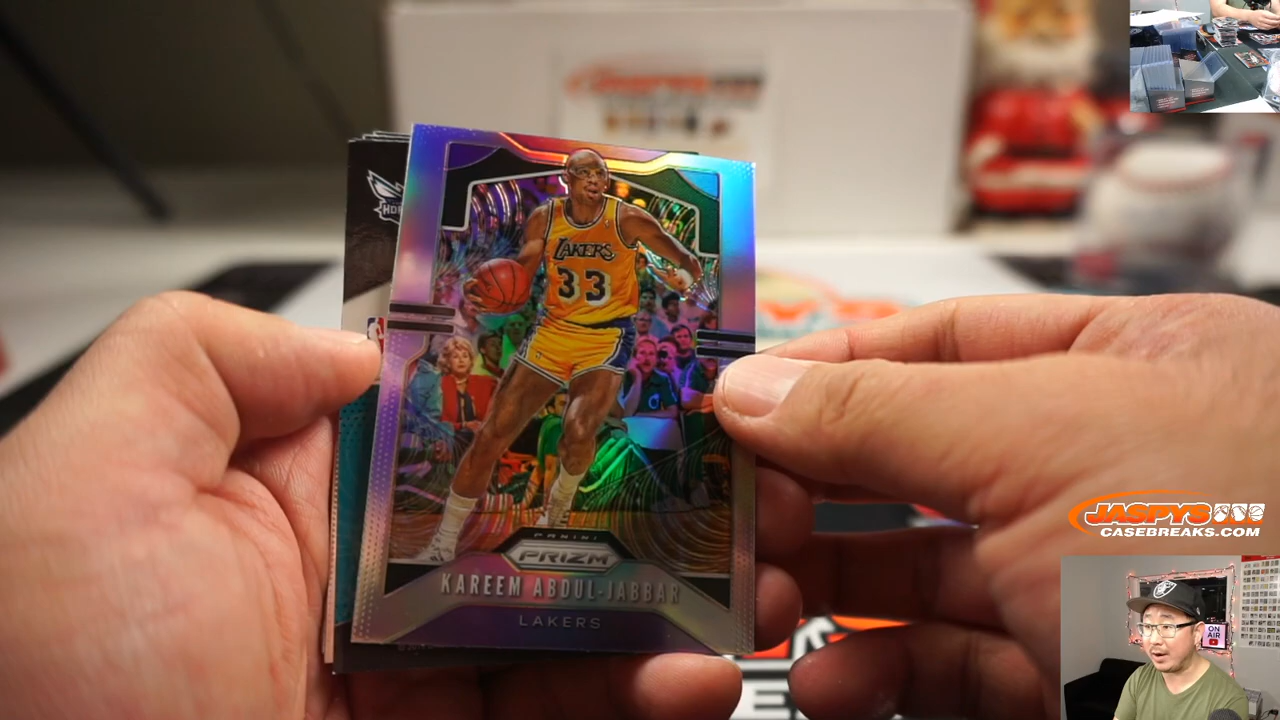 LAKERS
33
PANINI
PRIZM
KAREEM ABDUL-JABBAR
LAKERS
JASPYS
CASEBREAKS.COM
ON
AIR